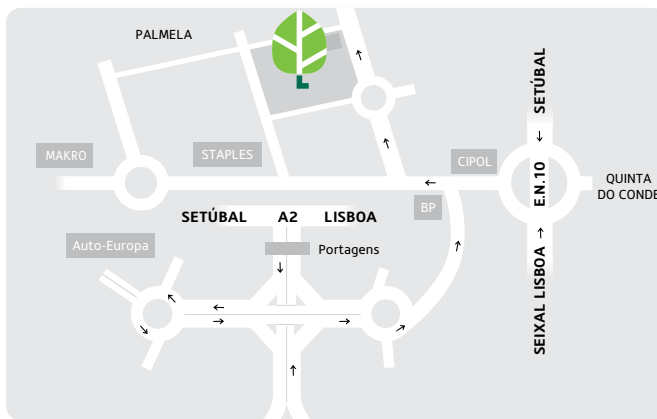 PALMELA
MAKRO
STAPLES
CIPOL
SETÚBAL
E.N.10
SEIXAL LISBOA
QUINTA
DO CONDE
BP
SETÚBAL A2 LISBOA
Portagens
Auto-Europa